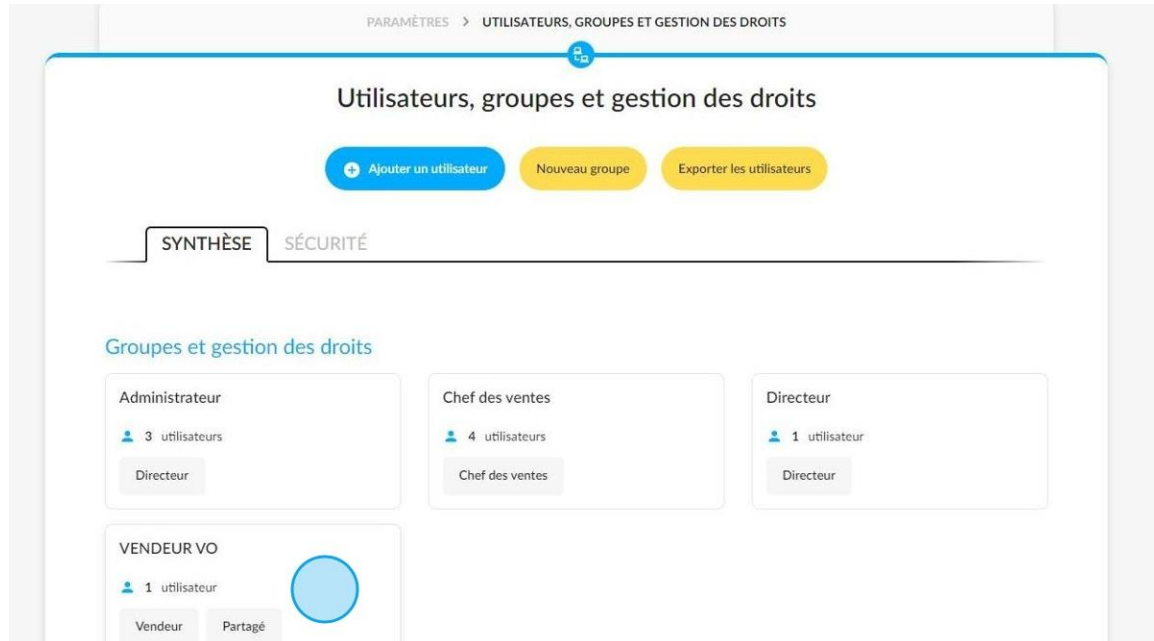 PARAMÈTRES > UTILISATEURS, GROUPES ET GESTION DES DROITS
Utilisateurs, groupes et gestion des droits
Ajouter un utilisateur
Nouveau groupe
Exporter les utilisateurs
SYNTHÈSE
SÉCURITÉ
Groupes et gestion des droits
Administrateur
3 utilisateurs
Directeur
Chef des ventes
4 utilisateurs
Chef des ventes
Directeur
1 utilisateur
Directeur
VENDEUR VO
1 utilisateur
Vendeur
Partagé